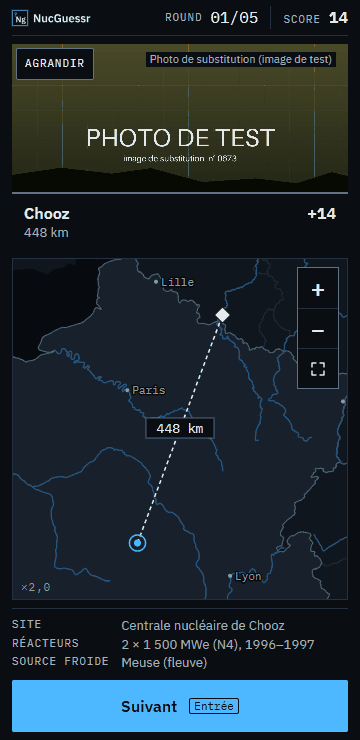 Ng NucGuessr ROUND 01/05 SCORE 14
AGRANDIR Photo de substitution (image de test)
PHOTO DE TEST
image de substitution n° 0673
Chooz +14
448 km
+
−
Lille
Paris
448 km
Lyon
×2,0
SITE Centrale nucléaire de Chooz
RÉACTEURS 2 × 1 500 MWe (N4), 1996–1997
SOURCE FROIDE Meuse (fleuve)
Suivant Entrée